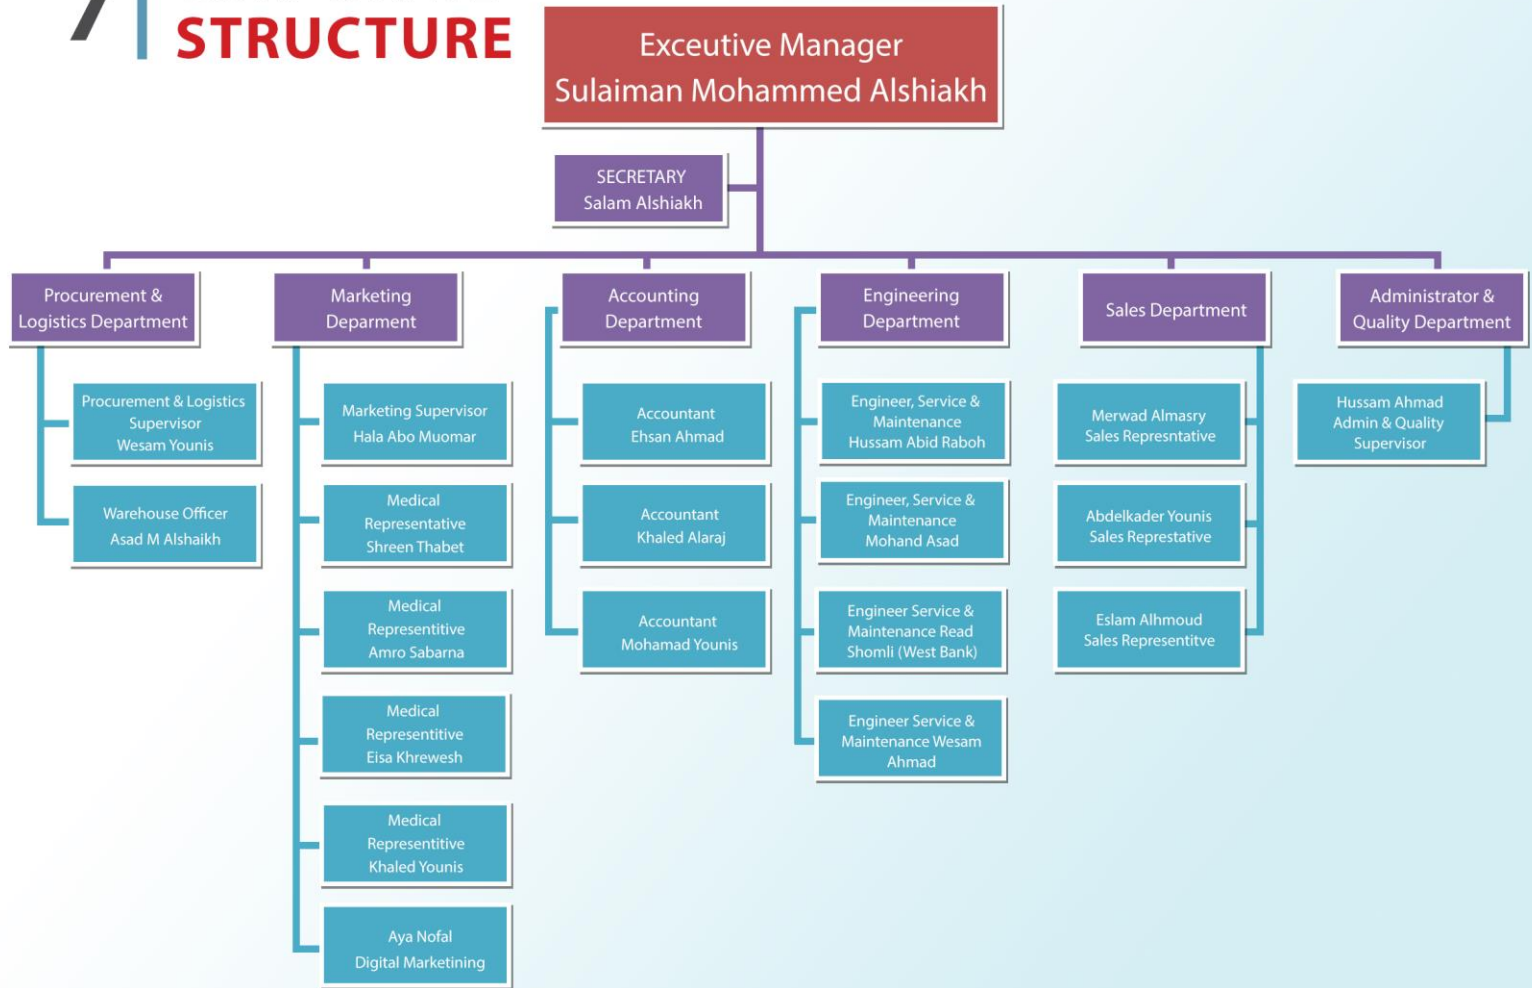 7
STRUCTURE
Exceutive Manager
Sulaiman Mohammed Alshiakh
SECRETARY
Salam Alshiakh
Procurement &
Logistics Department
Procurement & Logistics
Supervisor
Wesam Younis
Warehouse Officer
Asad M Alshaikh
Marketing
Deparment
Marketing Supervisor
Hala Abo Muomar
Medical
Representative
Shreen Thabet
Medical
Representitive
Amro Sabarna
Medical
Representitive
Eisa Khrewesh
Medical
Representitive
Khaled Younis
Aya Nofal
Digital Marketining
Accounting
Department
Accountant
Ehsan Ahmad
Accountant
Khaled Alaraj
Accountant
Mohamad Younis
Engineering
Department
Engineer, Service &
Maintenance
Hussam Abid Raboh
Engineer, Service &
Maintenance
Mohand Asad
Engineer Service &
Maintenance Read
Shomli (West Bank)
Engineer Service &
Maintenance Wesam
Ahmad
Sales Department
Merwad Almasry
Sales Represntative
Abdelkader Younis
Sales Represtative
Eslam Alhmoud
Sales Representitve
Administrator &
Quality Department
Hussam Ahmad
Admin & Quality
Supervisor